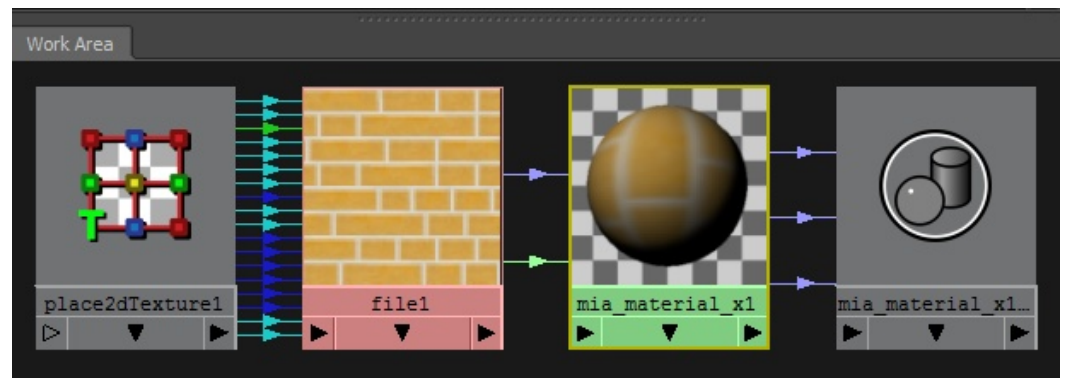 Work Area
place2dTexture1
file1
mia_material_x1
mia_material_x1...